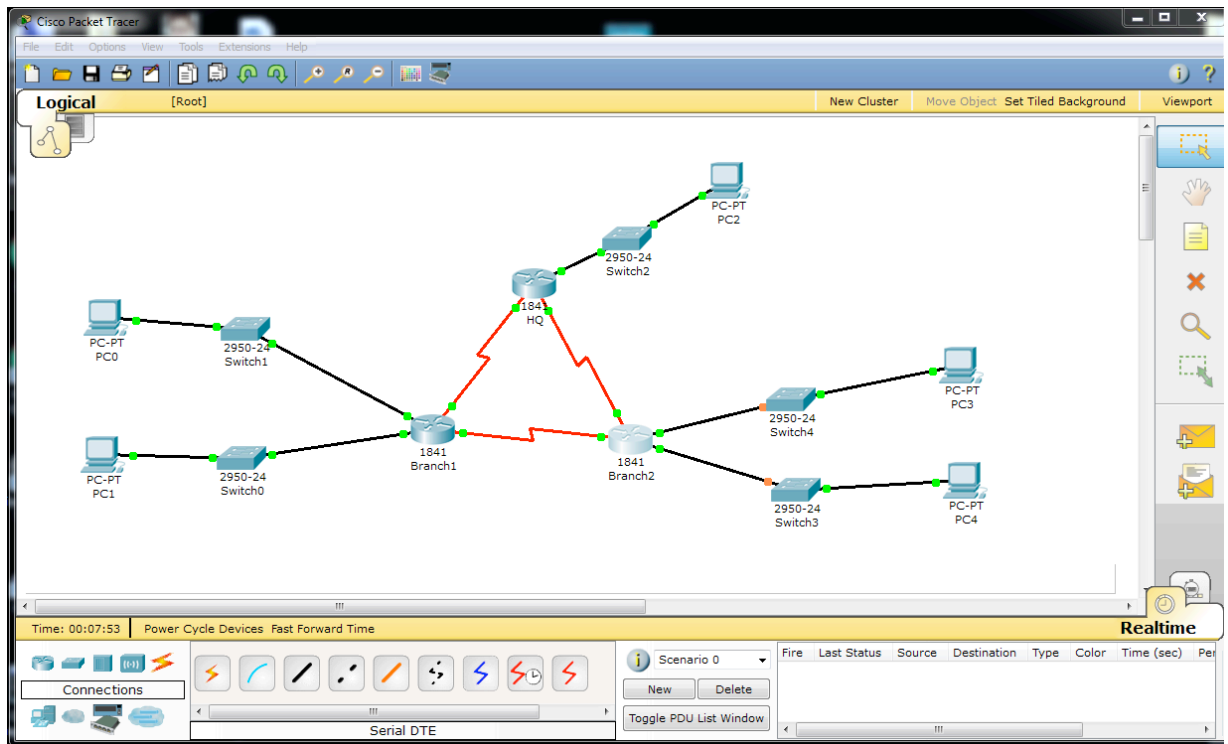 Cisco Packet Tracer
File Edit Options View Tools Extensions Help
Logical [Root] New Cluster Move Object Set Tiled Background Viewport
PC-PT
PC2
2950-24
Switch2
1841
HQ
PC-PT
PC0
2950-24
Switch1
PC-PT
PC3
2950-24
Switch4
1841
Branch1
1841
Branch2
PC-PT
PC1
2950-24
Switch0
PC-PT
PC4
2950-24
Switch3
Time: 00:07:53 Power Cycle Devices Fast Forward Time Realtime
Connections
Serial DTE
Scenario 0
New Delete
Toggle PDU List Window
Fire Last Status Source Destination Type Color Time (sec) Per